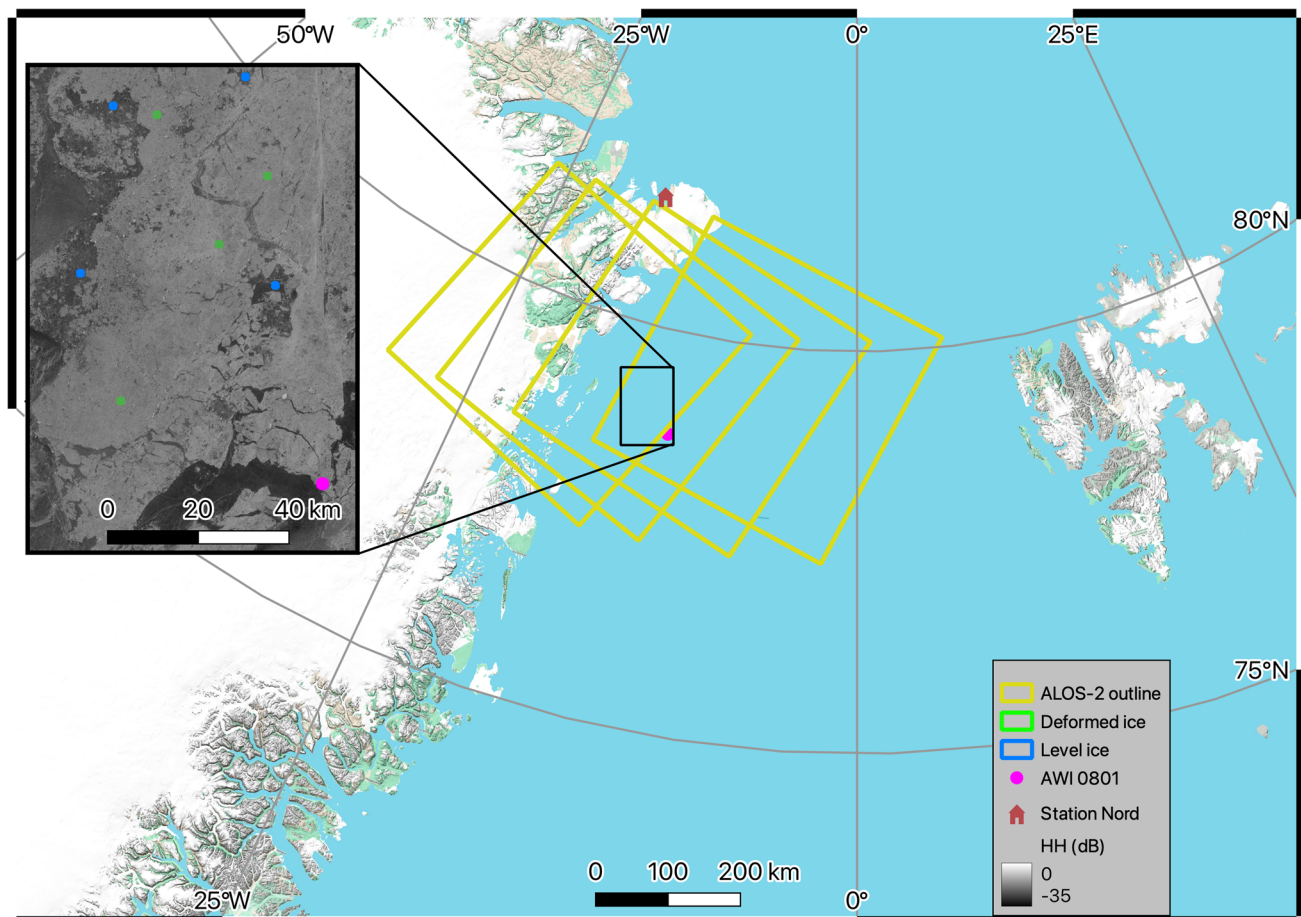 50°W
25°W
0°
25°E
80°N
0 20 40 km
75°N
ALOS-2 outline
Deformed ice
Level ice
AWI 0801
Station Nord
HH (dB)
0
-35
0 100 200 km
25°W
0°